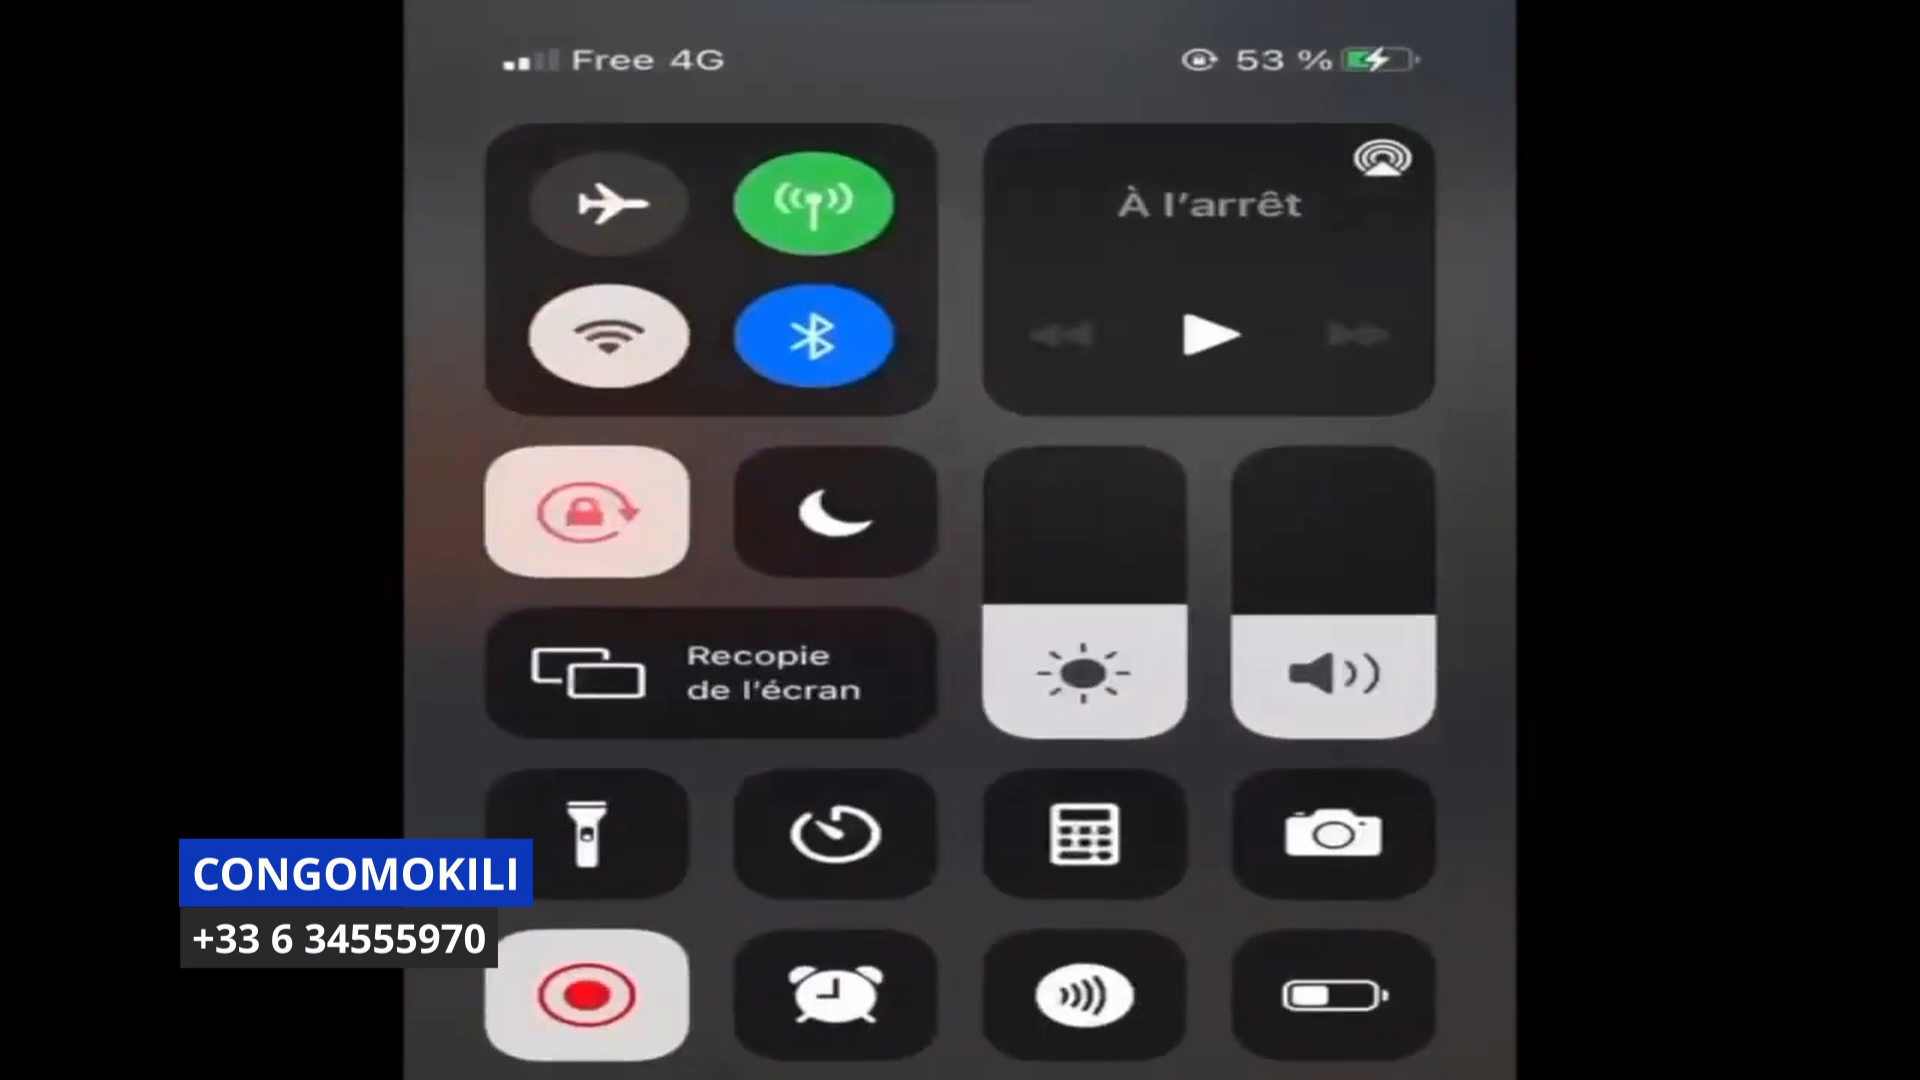 Free 4G
53 %
À l'arrêt
Recopie
de l'écran
CONGOMOKILI
+33 6 34555970